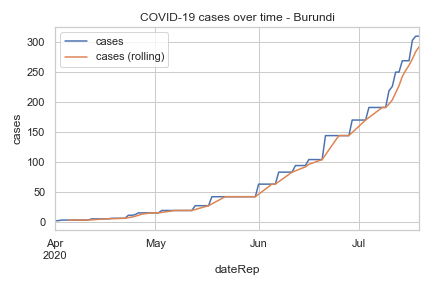 COVID-19 cases over time - Burundi
cases
cases (rolling)
300
250
200
150
100
50
0
cases
Apr
2020
May
Jun
Jul
dateRep